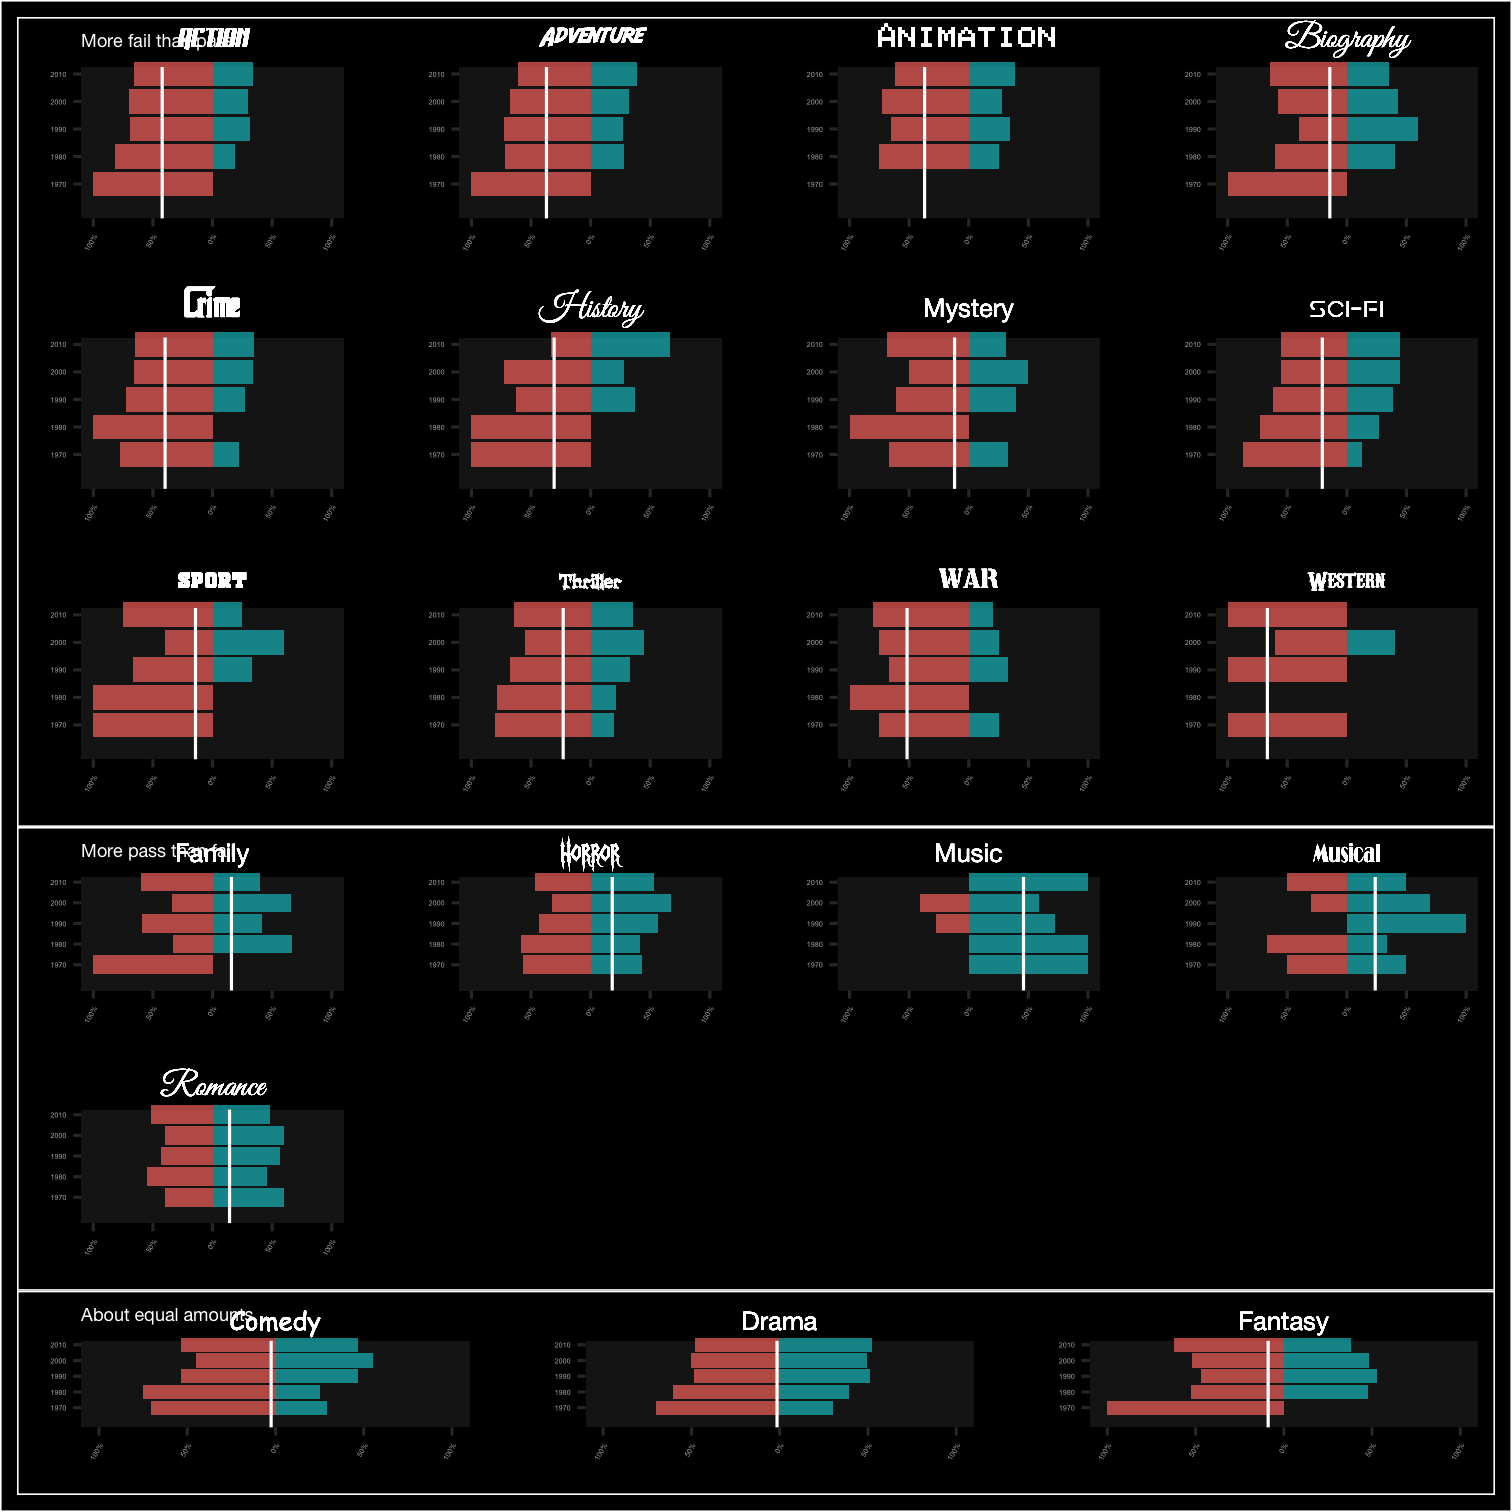 More fail than pass
ACTION
ADVENTURE
ANIMATION
Biography
2010 2010 2010 2010
2000 2000 2000 2000
1990 1990 1990 1990
1980 1980 1980 1980
1970 1970 1970 1970
100% 50% 0% 50% 100% 100% 50% 0% 50% 100% 100% 50% 0% 50% 100% 100% 50% 0% 50% 100%
Crime
History
Mystery
SCI-FI
2010 2010 2010 2010
2000 2000 2000 2000
1990 1990 1990 1990
1980 1980 1980 1980
1970 1970 1970 1970
100% 50% 0% 50% 100% 100% 50% 0% 50% 100% 100% 50% 0% 50% 100% 100% 50% 0% 50% 100%
SPORT
Thriller
WAR
WESTERN
2010 2010 2010 2010
2000 2000 2000 2000
1990 1990 1990 1990
1980 1980 1980 1980
1970 1970 1970 1970
100% 50% 0% 50% 100% 100% 50% 0% 50% 100% 100% 50% 0% 50% 100% 100% 50% 0% 50% 100%
More pass than fail
Family
HORROR
Music
Musical
2010 2010 2010 2010
2000 2000 2000 2000
1990 1990 1990 1990
1980 1980 1980 1980
1970 1970 1970 1970
100% 50% 0% 50% 100% 100% 50% 0% 50% 100% 100% 50% 0% 50% 100% 100% 50% 0% 50% 100%
Romance
2010
2000
1990
1980
1970
100% 50% 0% 50% 100%
About equal amounts
Comedy
Drama
Fantasy
2010 2010 2010
2000 2000 2000
1990 1990 1990
1980 1980 1980
1970 1970 1970
100% 50% 0% 50% 100% 100% 50% 0% 50% 100% 100% 50% 0% 50% 100%